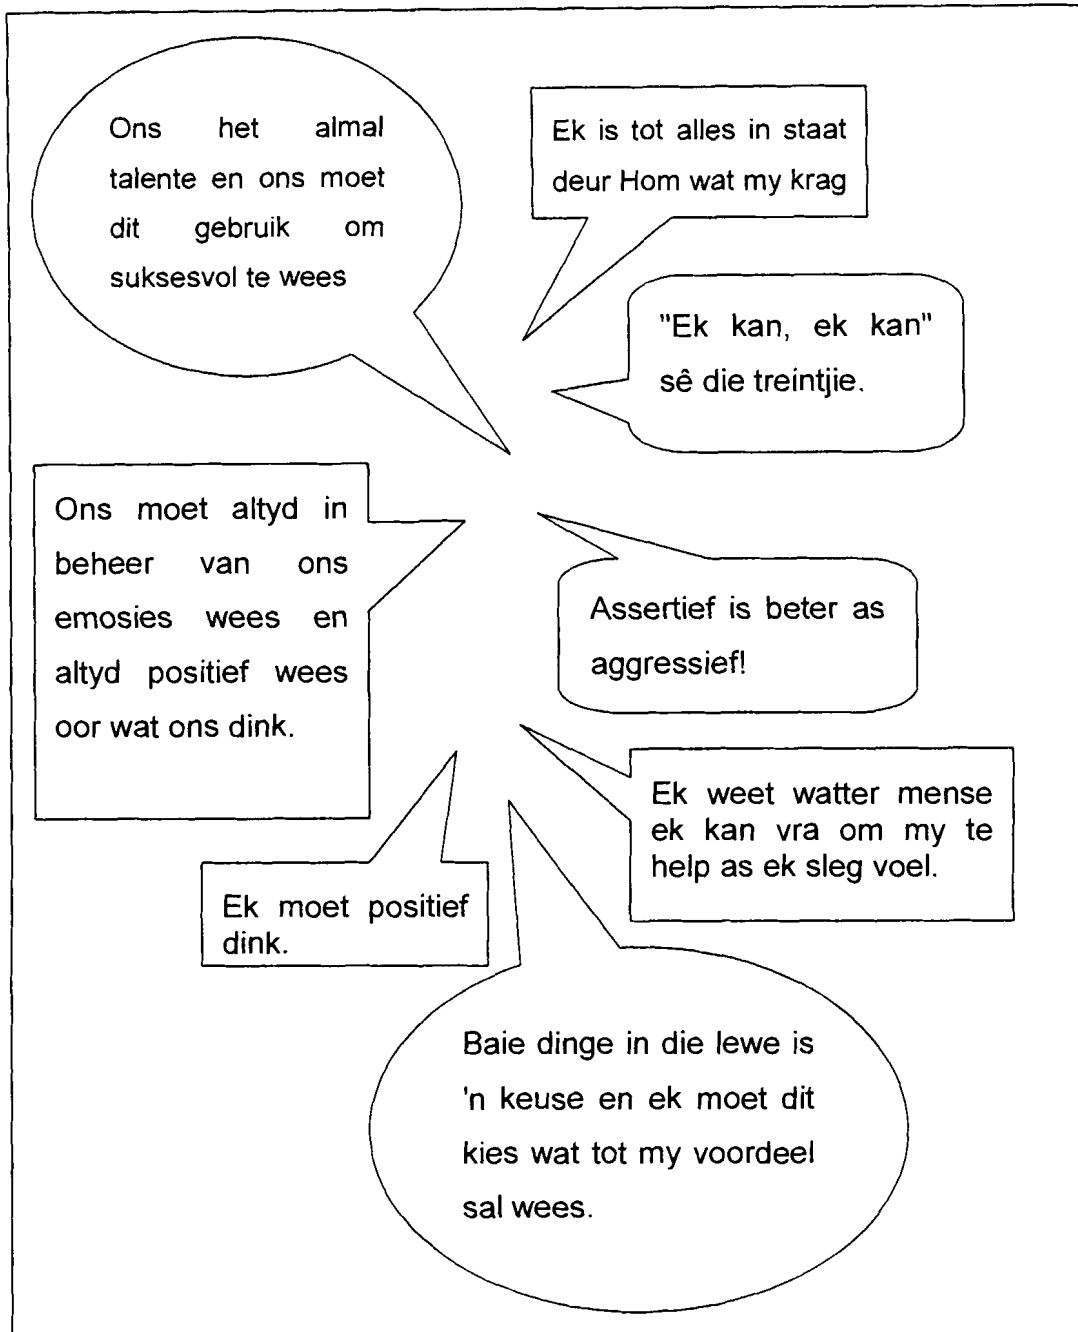 Ons het almal
talente en ons moet
dit gebruik om
suksesvol te wees
Ek is tot alles in staat
deur Hom wat my krag
"Ek kan, ek kan"
sê die treintjie.
Ons moet altyd in
beheer van ons
emosies wees en
altyd positief wees
oor wat ons dink.
Assertief is beter as
aggressief!
Ek weet watter mense
ek kan vra om my te
help as ek sleg voel.
Ek moet positief
dink.
Baie dinge in die lewe is
'n keuse en ek moet dit
kies wat tot my voordeel
sal wees.